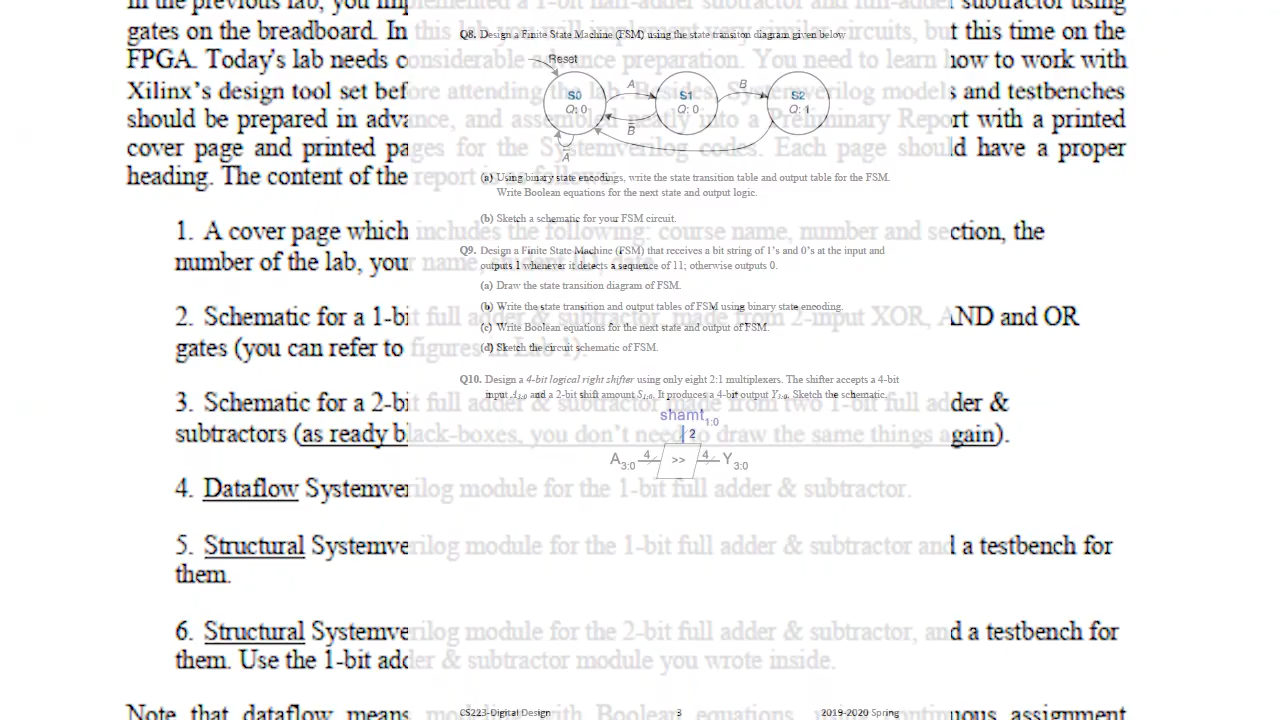 In the previous lab, you implemented a 1-bit half-adder subtractor and full-adder subtractor using
gates on the breadboard. In this lab you will implement very similar circuits, but this time on the
FPGA. Today's lab needs considerable advance preparation. You need to learn how to work with
Xilinx's design tool set before attending the lab. Besides, Systemverilog models and testbenches
should be prepared in advance, and assembled neatly into a Preliminary Report with a printed
cover page and printed pages for the Systemverilog codes. Each page should have a proper
heading. The content of the report is as follows:
1. A cover page which includes the following: course name, number and section, the
number of the lab, your name, student ID, date.
2. Schematic for a 1-bit full adder & subtractor, made from 2-input XOR, AND and OR
gates (you can refer to figures in Lab 1).
3. Schematic for a 2-bit full adder & subtractor made from two 1-bit full adder &
subtractors (as ready black-boxes, you don't need to draw the same things again).
4. Dataflow Systemverilog module for the 1-bit full adder & subtractor.
5. Structural Systemverilog module for the 1-bit full adder & subtractor and a testbench for
them.
6. Structural Systemverilog module for the 2-bit full adder & subtractor, and a testbench for
them. Use the 1-bit adder & subtractor module you wrote inside.
Note that dataflow means modeling with Boolean equations, continuous assignment
Q8. Design a Finite State Machine (FSM) using the state transiton diagram given below
Reset
S0
Q: 0
A
S1
Q: 0
B
S2
Q: 1
B
A
(a) Using binary state encodings, write the state transition table and output table for the FSM.
Write Boolean equations for the next state and output logic.
(b) Sketch a schematic for your FSM circuit.
Q9. Design a Finite State Machine (FSM) that receives a bit string of 1's and 0's at the input and
outputs 1 whenever it detects a sequence of 11; otherwise outputs 0.
(a) Draw the state transition diagram of FSM.
(b) Write the state transition and output tables of FSM using binary state encoding.
(c) Write Boolean equations for the next state and output of FSM.
(d) Sketch the circuit schematic of FSM.
Q10. Design a 4-bit logical right shifter using only eight 2:1 multiplexers. The shifter accepts a 4-bit
input A3:0 and a 2-bit shift amount S1:0. It produces a 4-bit output Y3:0. Sketch the schematic.
shamt1:0
2
A3:0 4 >> 4 Y3:0
CS223-Digital Design 3 2019-2020 Spring